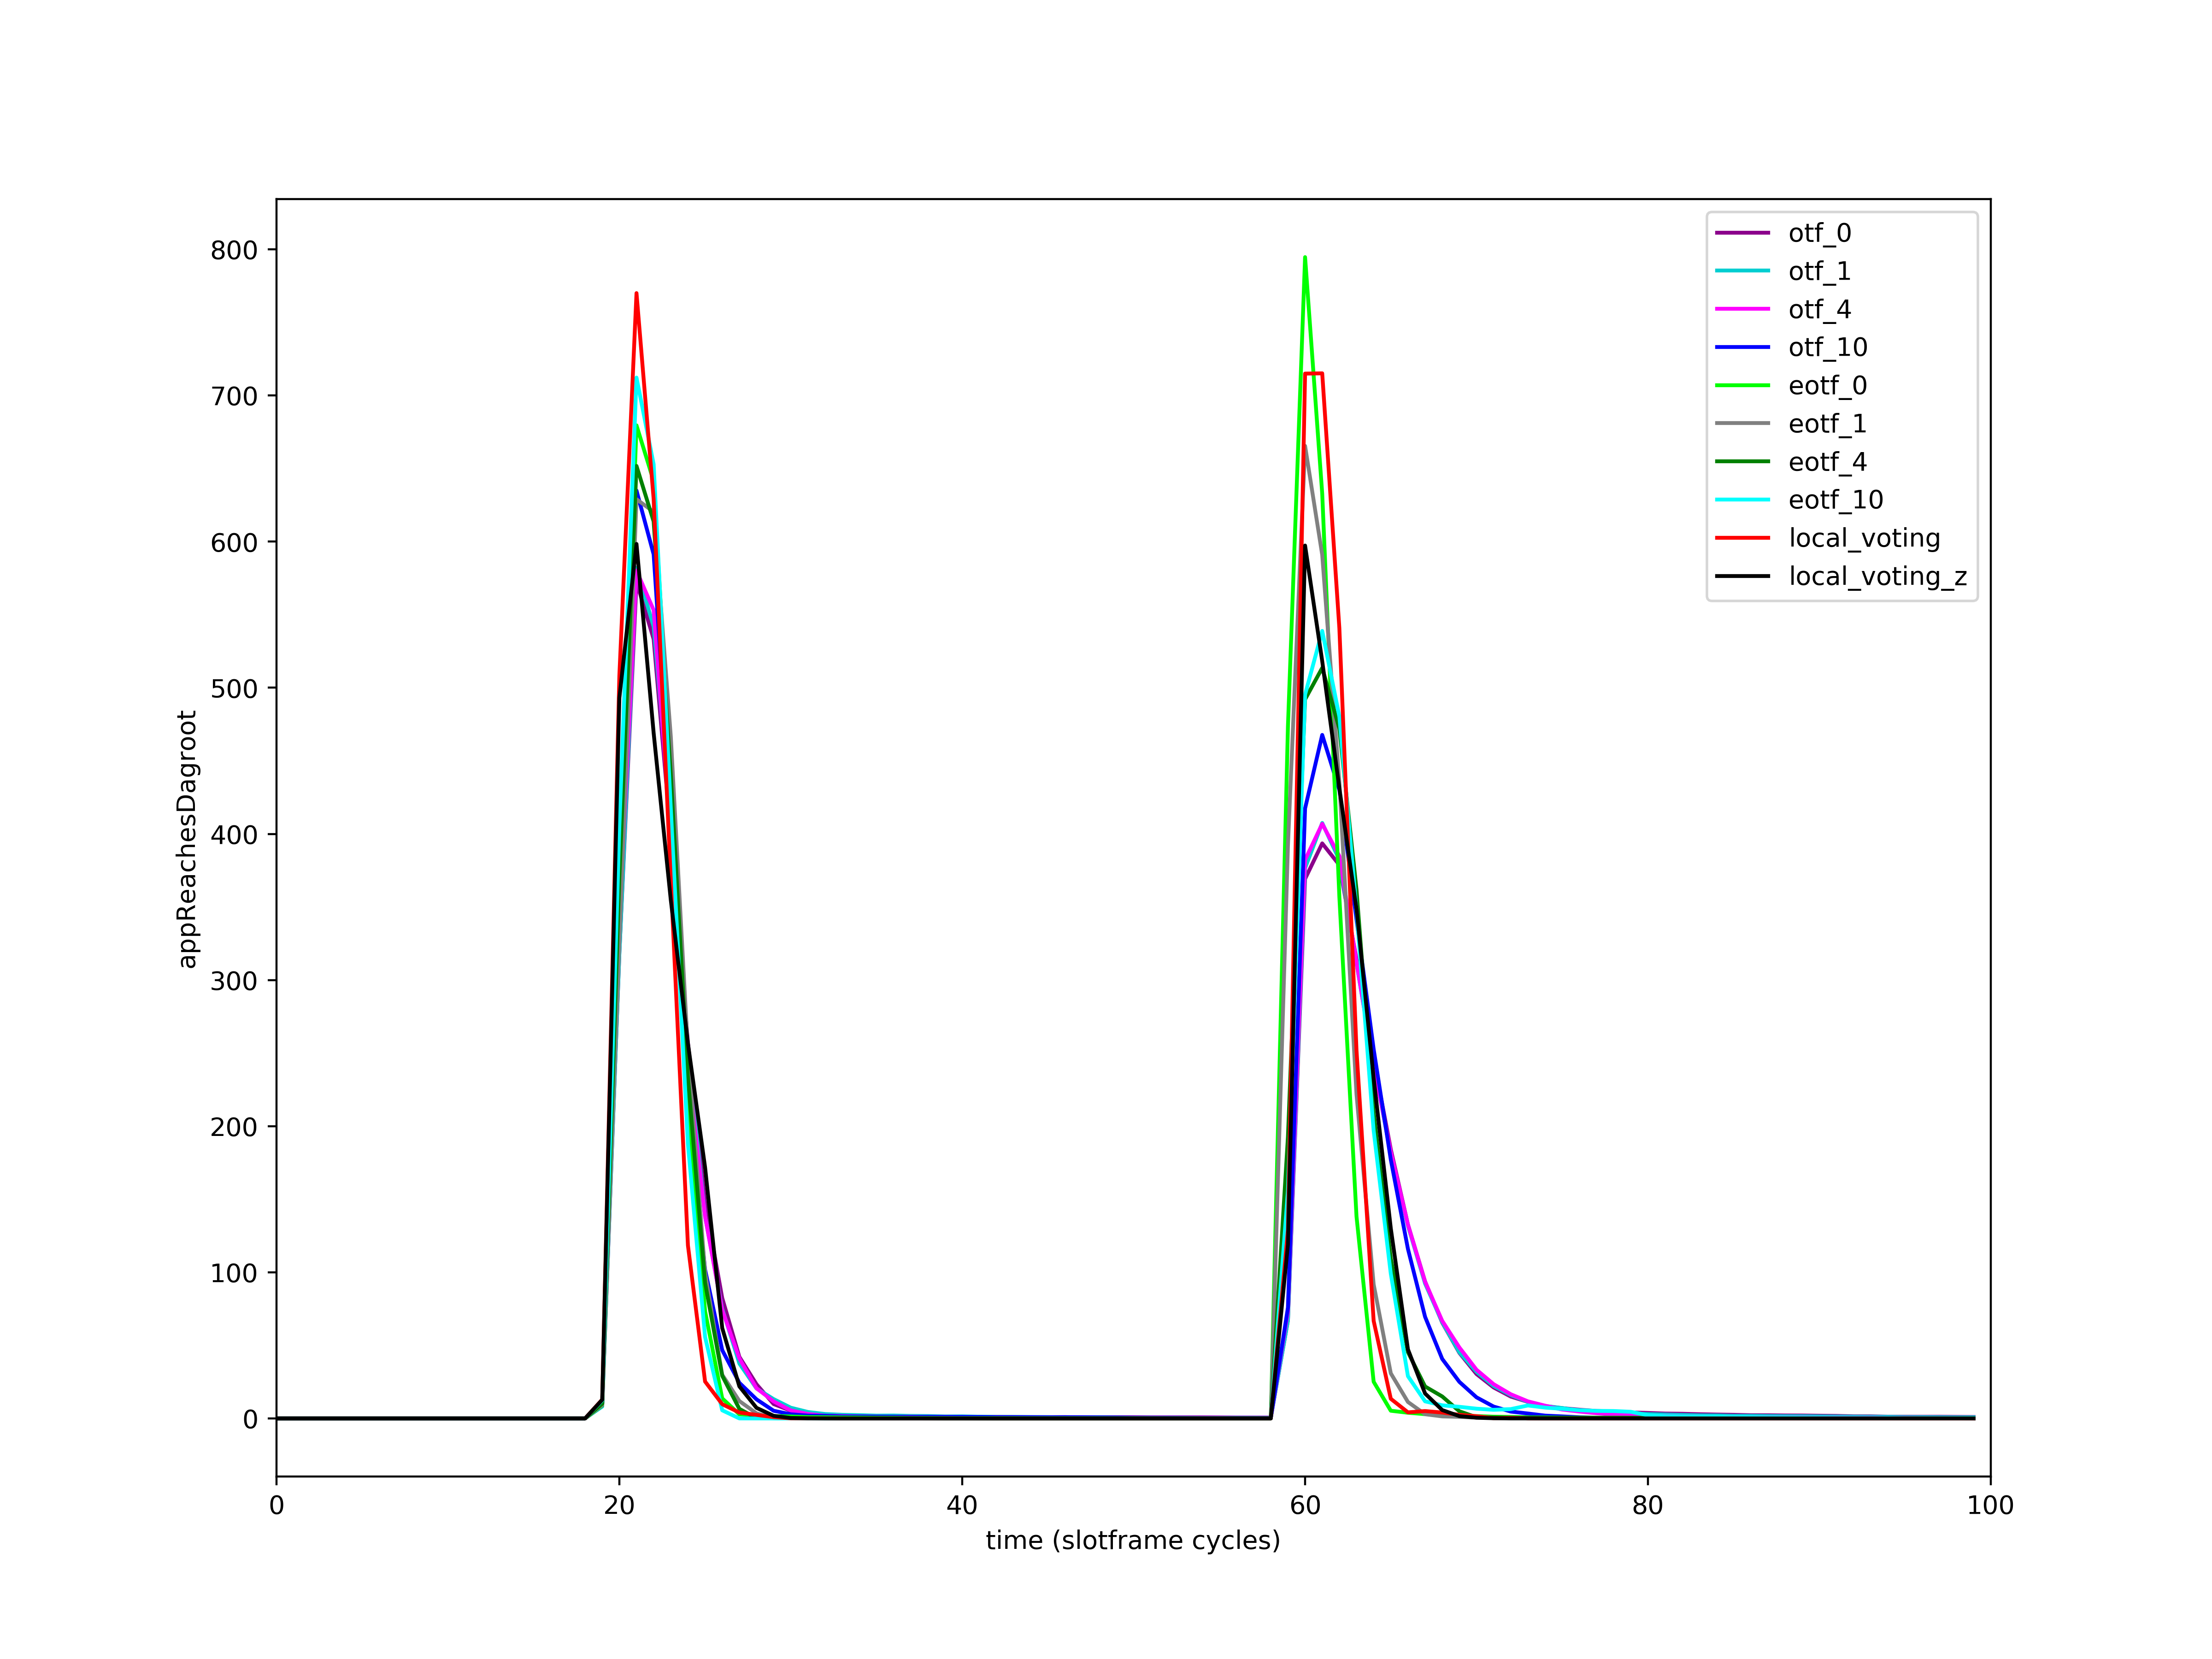 800
700
600
500
400
300
200
100
0
appReachesDagroot
0 20 40 60 80 100
time (slotframe cycles)
otf_0
otf_1
otf_4
otf_10
eotf_0
eotf_1
eotf_4
eotf_10
local_voting
local_voting_z